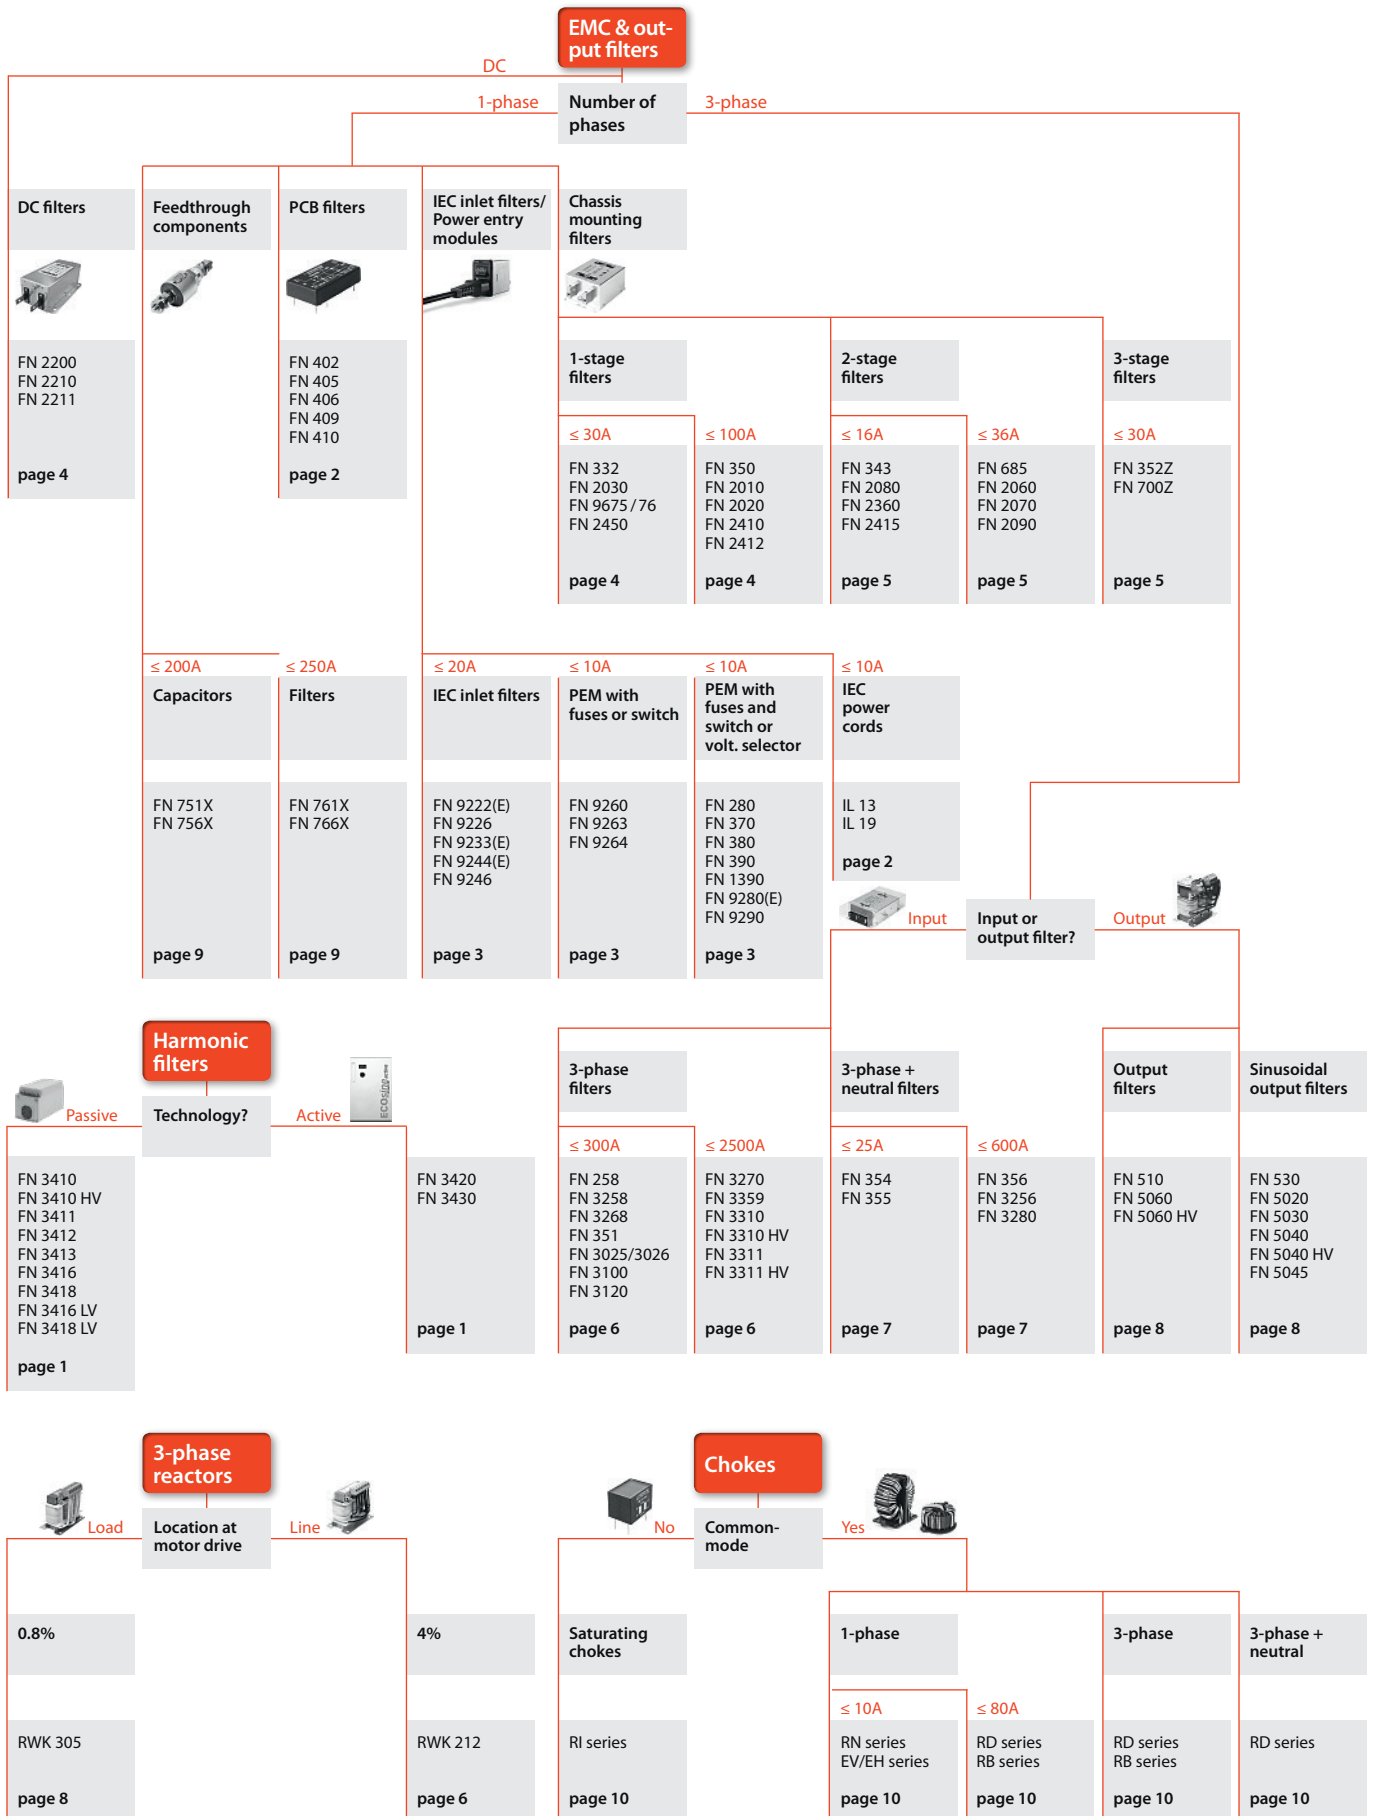 EMC & out-
put filters
DC
1-phase
Number of
phases
3-phase
DC filters
Feedthrough
components
PCB filters
IEC inlet filters/
Power entry
modules
Chassis
mounting
filters
FN 2200
FN 2210
FN 2211
page 4
FN 402
FN 405
FN 406
FN 409
FN 410
page 2
1-stage
filters
2-stage
filters
3-stage
filters
≤ 30A
FN 332
FN 2030
FN 9675 / 76
FN 2450
page 4
≤ 100A
FN 350
FN 2010
FN 2020
FN 2410
FN 2412
page 4
≤ 16A
FN 343
FN 2080
FN 2360
FN 2415
page 5
≤ 36A
FN 685
FN 2060
FN 2070
FN 2090
page 5
≤ 30A
FN 352Z
FN 700Z
page 5
≤ 200A
Capacitors
FN 751X
FN 756X
page 9
≤ 250A
Filters
FN 761X
FN 766X
page 9
≤ 20A
IEC inlet filters
FN 9222(E)
FN 9226
FN 9233(E)
FN 9244(E)
FN 9246
page 3
≤ 10A
PEM with
fuses or switch
FN 9260
FN 9263
FN 9264
page 3
≤ 10A
PEM with
fuses and
switch or
volt. selector
FN 280
FN 370
FN 380
FN 390
FN 1390
FN 9280(E)
FN 9290
page 3
≤ 10A
IEC
power
cords
IL 13
IL 19
page 2
Input
Input or
output filter?
Output
3-phase
filters
3-phase +
neutral filters
Output
filters
Sinusoidal
output filters
≤ 300A
FN 258
FN 3258
FN 3268
FN 351
FN 3025/3026
FN 3100
FN 3120
page 6
≤ 2500A
FN 3270
FN 3359
FN 3310
FN 3310 HV
FN 3311
FN 3311 HV
page 6
≤ 25A
FN 354
FN 355
page 7
≤ 600A
FN 356
FN 3256
FN 3280
page 7
FN 510
FN 5060
FN 5060 HV
page 8
FN 530
FN 5020
FN 5030
FN 5040
FN 5040 HV
FN 5045
page 8
Harmonic
filters
Passive
Technology?
Active
ECOsine active
FN 3410
FN 3410 HV
FN 3411
FN 3412
FN 3413
FN 3416
FN 3418
FN 3416 LV
FN 3418 LV
page 1
FN 3420
FN 3430
page 1
3-phase
reactors
Load
Location at
motor drive
Line
0.8%
RWK 305
page 8
4%
RWK 212
page 6
Chokes
No
Common-
mode
Yes
Saturating
chokes
RI series
page 10
1-phase
3-phase
3-phase +
neutral
≤ 10A
RN series
EV/EH series
page 10
≤ 80A
RD series
RB series
page 10
RD series
RB series
page 10
RD series
page 10